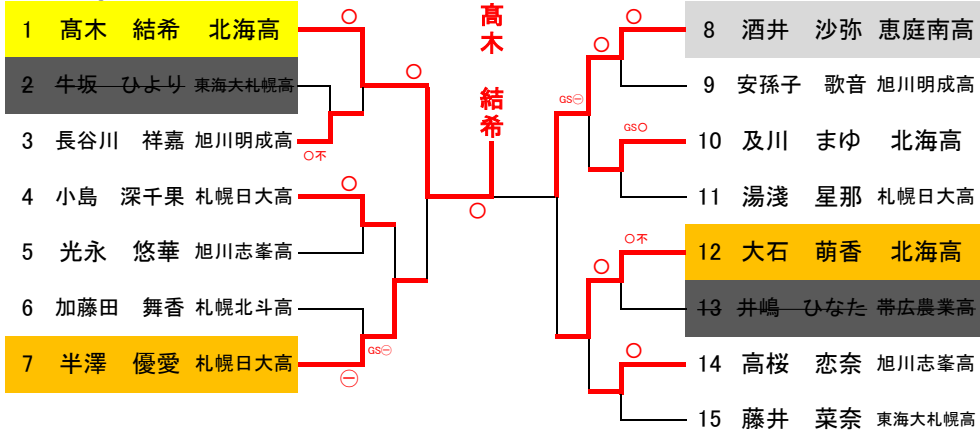 髙木 結希
○
1 髙木 結希 北海高
2 牛坂 ひより 東海大札幌高
○
3 長谷川 祥嘉 旭川明成高
○不
○
4 小島 深千果 札幌日大高
5 光永 悠華 旭川志峯高
6 加藤田 舞香 札幌北斗高
GS㊀
7 半澤 優愛 札幌日大高
㊀
○
○
○
8 酒井 沙弥 恵庭南高
9 安孫子 歌音 旭川明成高
GS㊀
GS○
10 及川 まゆ 北海高
11 湯淺 星那 札幌日大高
○不
12 大石 萌香 北海高
○
13 井嶋 ひなた 帯広農業高
○
14 高桜 恋奈 旭川志峯高
15 藤井 菜奈 東海大札幌高